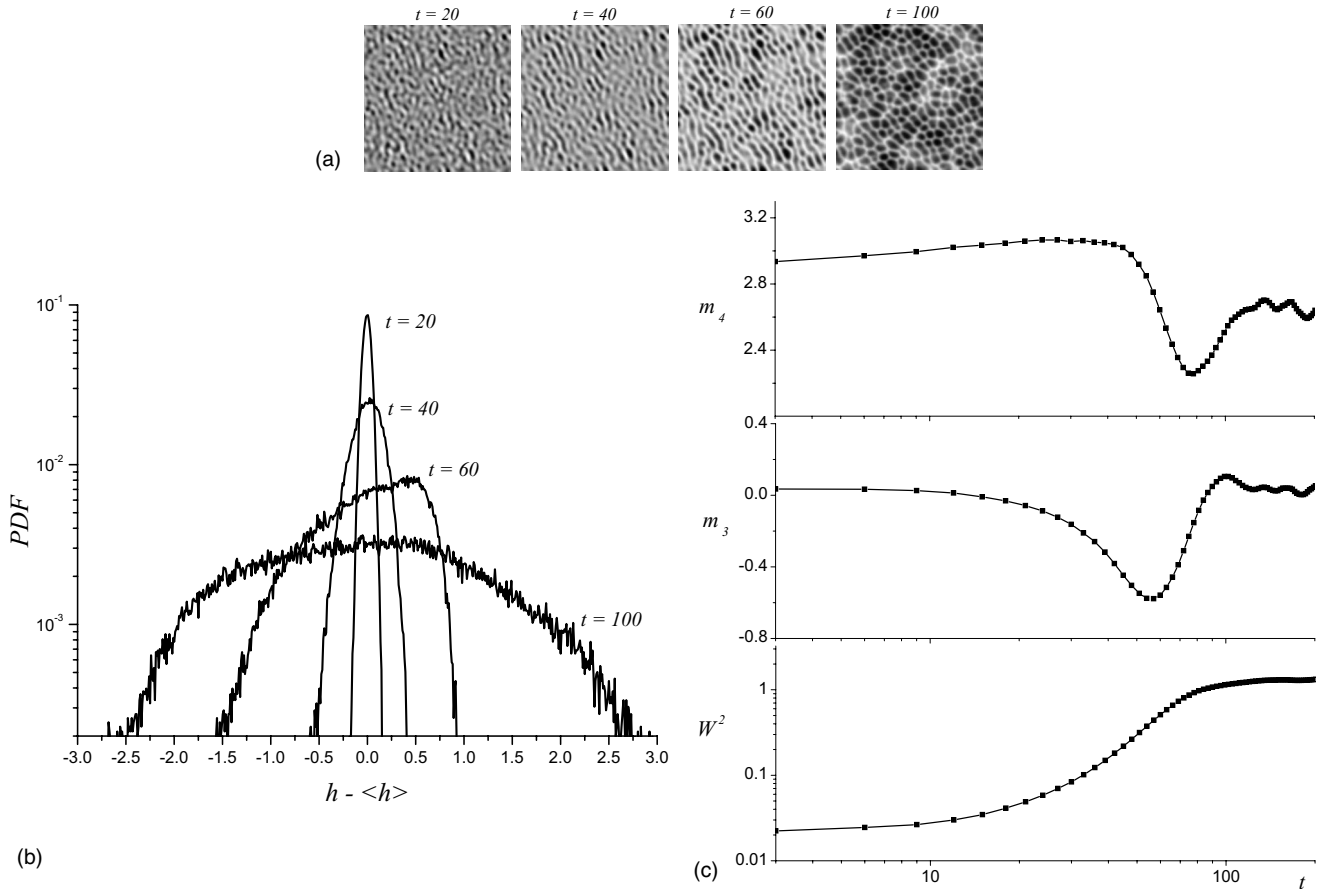 t = 20 t = 40 t = 60 t = 100
(a)
10⁻¹
10⁻²
10⁻³
PDF
t = 20
t = 40
t = 60
t = 100
-3.0 -2.5 -2.0 -1.5 -1.0 -0.5 0.0 0.5 1.0 1.5 2.0 2.5 3.0
h - <h>
(b)
3.2
2.8
2.4
m₄
0.4
0.0
-0.4
-0.8
m₃
1
0.1
0.01
W²
10 100
t
(c)